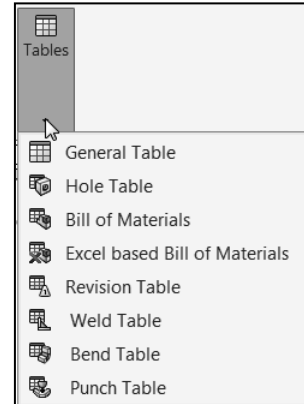 Tables
General Table
Hole Table
Bill of Materials
Excel based Bill of Materials
Revision Table
Weld Table
Bend Table
Punch Table